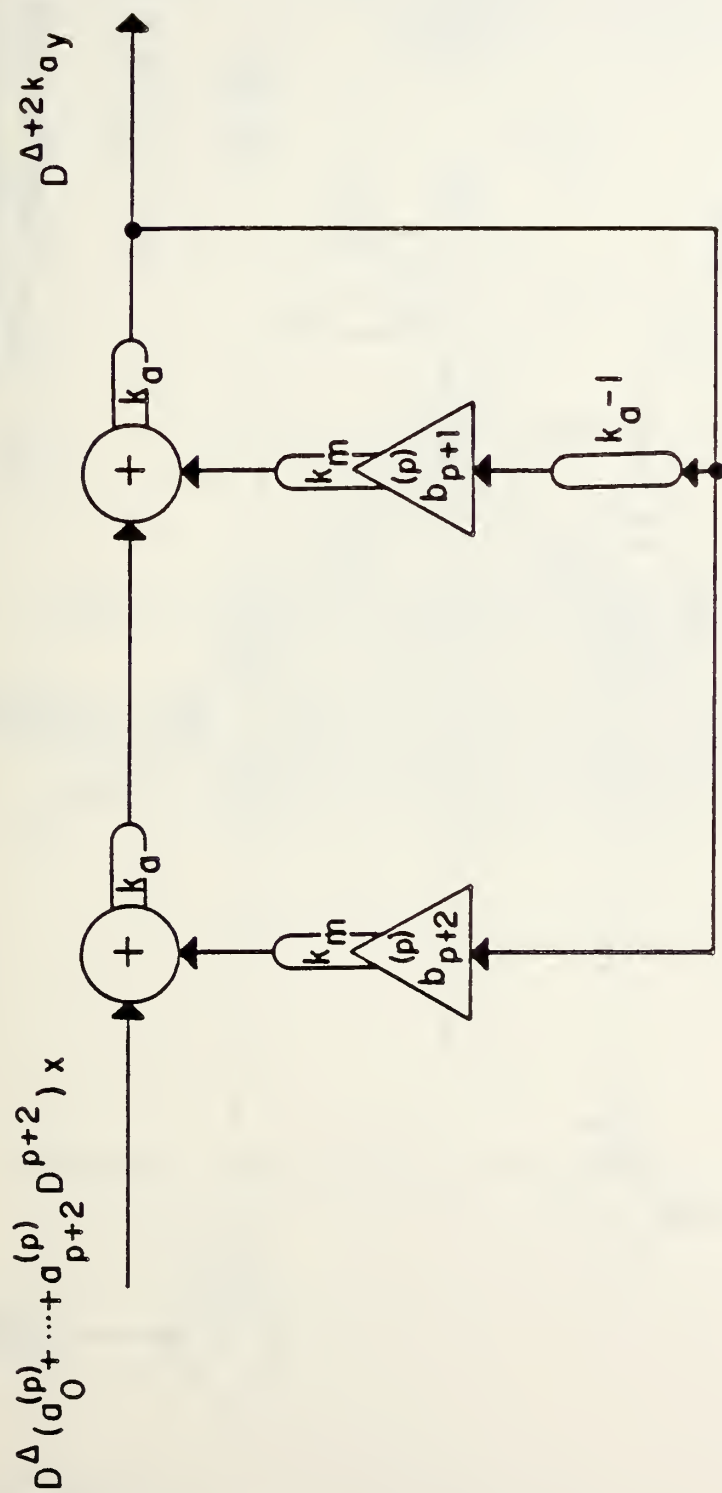 D^Δ (a_0^(p) + ... + a_{p+2}^(p) D^{p+2}) x
D^{Δ+2k_a} y
+
k_a
+
k_a
k_m
b_{p+2}^(p)
k_m
b_{p+1}^(p)
k_a-1